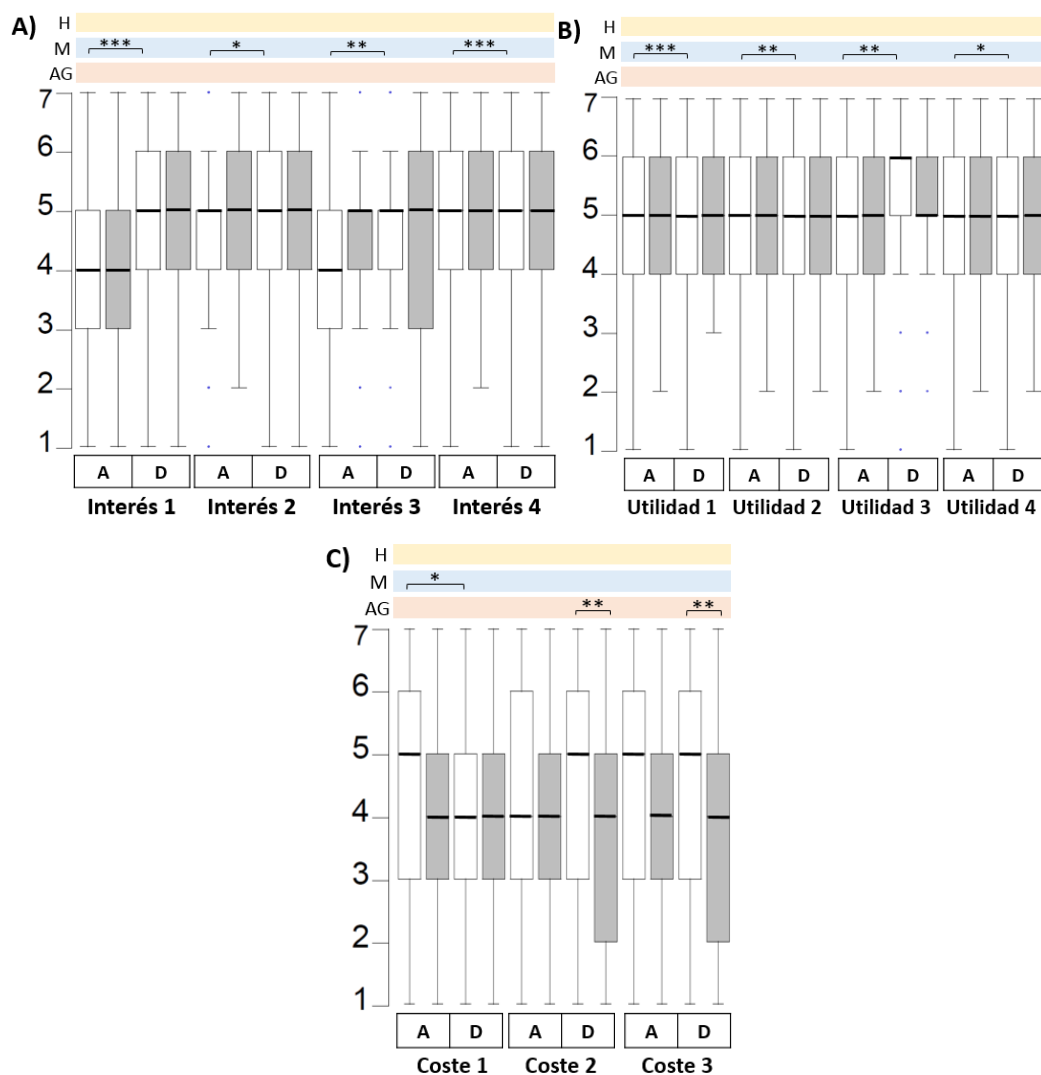 A)
H
M *** * ** ***
AG
7
6
5
4
3
2
1
A D A D A D A D
Interés 1 Interés 2 Interés 3 Interés 4
B)
H
M *** ** ** *
AG
7
6
5
4
3
2
1
A D A D A D A D
Utilidad 1 Utilidad 2 Utilidad 3 Utilidad 4
C)
H
M *
AG ** **
7
6
5
4
3
2
1
A D A D A D
Coste 1 Coste 2 Coste 3